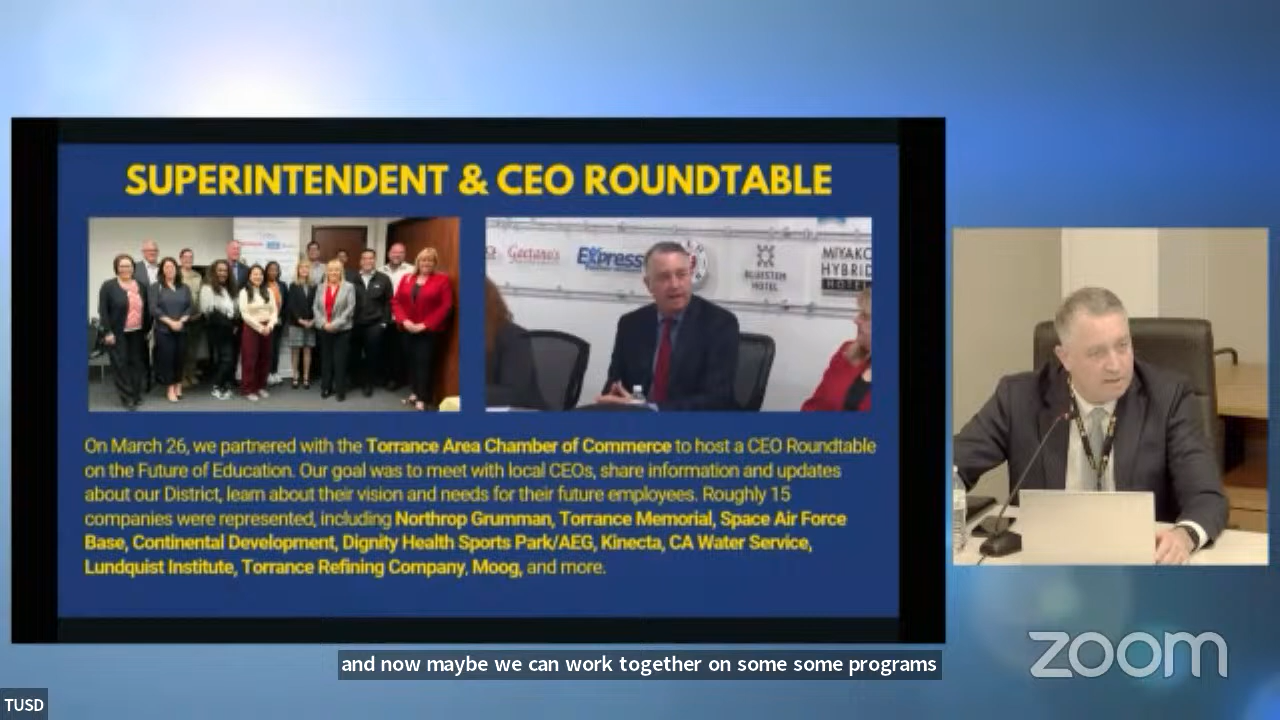 SUPERINTENDENT & CEO ROUNDTABLE
Gaetano's
Express
BLUESTEM
HOTEL
MIYAKO
HYBRID
HOTEL
On March 26, we partnered with the Torrance Area Chamber of Commerce to host a CEO Roundtable
on the Future of Education. Our goal was to meet with local CEOs, share information and updates
about our District, learn about their vision and needs for their future employees. Roughly 15
companies were represented, including Northrop Grumman, Torrance Memorial, Space Air Force
Base, Continental Development, Dignity Health Sports Park/AEG, Kinecta, CA Water Service,
Lundquist Institute, Torrance Refining Company, Moog, and more.
and now maybe we can work together on some some programs
zoom
TUSD